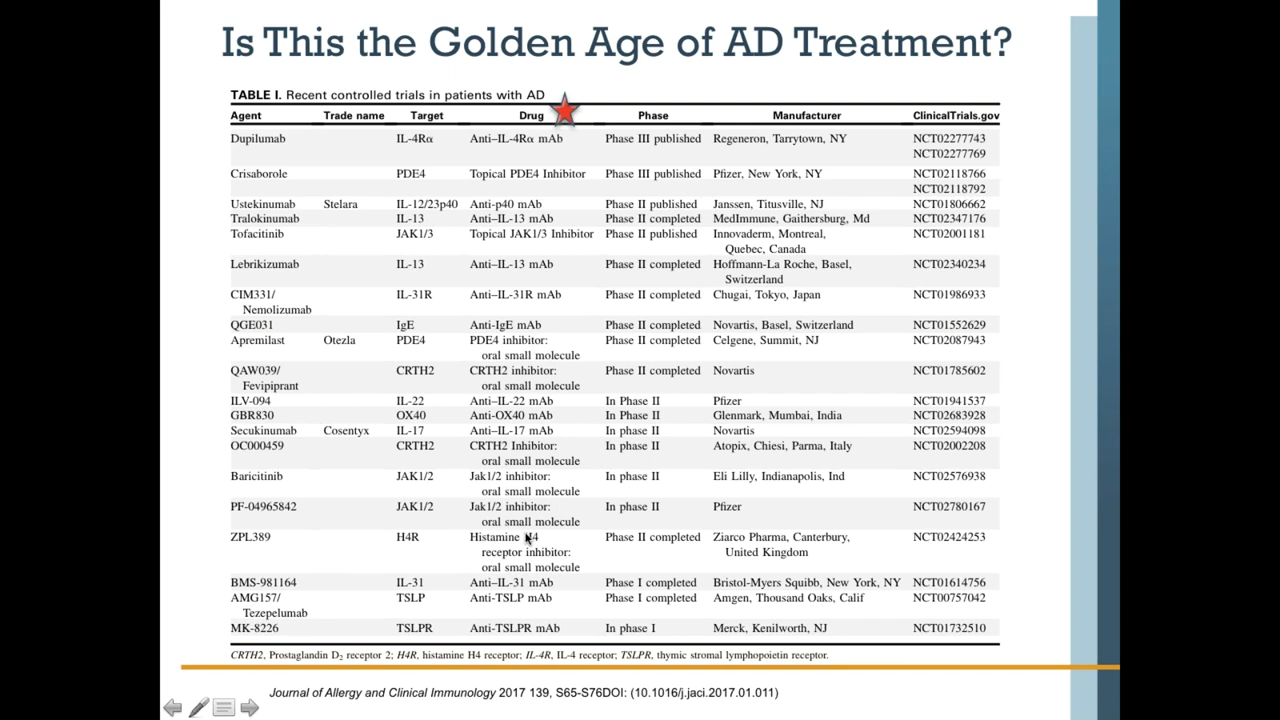 Is This the Golden Age of AD Treatment?
TABLE I. Recent controlled trials in patients with AD
Agent Trade name Target Drug Phase Manufacturer ClinicalTrials.gov
Dupilumab IL-4Rα Anti–IL-4Rα mAb Phase III published Regeneron, Tarrytown, NY NCT02277743
NCT02277769
Crisaborole PDE4 Topical PDE4 Inhibitor Phase III published Pfizer, New York, NY NCT02118766
NCT02118792
Ustekinumab Stelara IL-12/23p40 Anti-p40 mAb Phase II published Janssen, Titusville, NJ NCT01806662
Tralokinumab IL-13 Anti–IL-13 mAb Phase II completed MedImmune, Gaithersburg, Md NCT02347176
Tofacitinib JAK1/3 Topical JAK1/3 Inhibitor Phase II published Innovaderm, Montreal, NCT02001181
Quebec, Canada
Lebrikizumab IL-13 Anti–IL-13 mAb Phase II completed Hoffmann-La Roche, Basel, NCT02340234
Switzerland
CIM331/ IL-31R Anti–IL-31R mAb Phase II completed Chugai, Tokyo, Japan NCT01986933
Nemolizumab
QGE031 IgE Anti-IgE mAb Phase II completed Novartis, Basel, Switzerland NCT01552629
Apremilast Otezla PDE4 PDE4 inhibitor: Phase II completed Celgene, Summit, NJ NCT02087943
oral small molecule
QAW039/ CRTH2 CRTH2 inhibitor: Phase II completed Novartis NCT01785602
Fevipiprant oral small molecule
ILV-094 IL-22 Anti–IL-22 mAb In Phase II Pfizer NCT01941537
GBR830 OX40 Anti-OX40 mAb In Phase II Glenmark, Mumbai, India NCT02683928
Secukinumab Cosentyx IL-17 Anti–IL-17 mAb In phase II Novartis NCT02594098
OC000459 CRTH2 CRTH2 Inhibitor: In phase II Atopix, Chiesi, Parma, Italy NCT02002208
oral small molecule
Baricitinib JAK1/2 Jak1/2 inhibitor: In phase II Eli Lilly, Indianapolis, Ind NCT02576938
oral small molecule
PF-04965842 JAK1/2 Jak1/2 inhibitor: In phase II Pfizer NCT02780167
oral small molecule
ZPL389 H4R Histamine H4 Phase II completed Ziarco Pharma, Canterbury, NCT02424253
receptor inhibitor: United Kingdom
oral small molecule
BMS-981164 IL-31 Anti–IL-31 mAb Phase I completed Bristol-Myers Squibb, New York, NY NCT01614756
AMG157/ TSLP Anti-TSLP mAb Phase I completed Amgen, Thousand Oaks, Calif NCT00757042
Tezepelumab
MK-8226 TSLPR Anti-TSLPR mAb In phase I Merck, Kenilworth, NJ NCT01732510
CRTH2, Prostaglandin D₂ receptor 2; H4R, histamine H4 receptor; IL-4R, IL-4 receptor; TSLPR, thymic stromal lymphopoietin receptor.
Journal of Allergy and Clinical Immunology 2017 139, S65-S76DOI: (10.1016/j.jaci.2017.01.011)